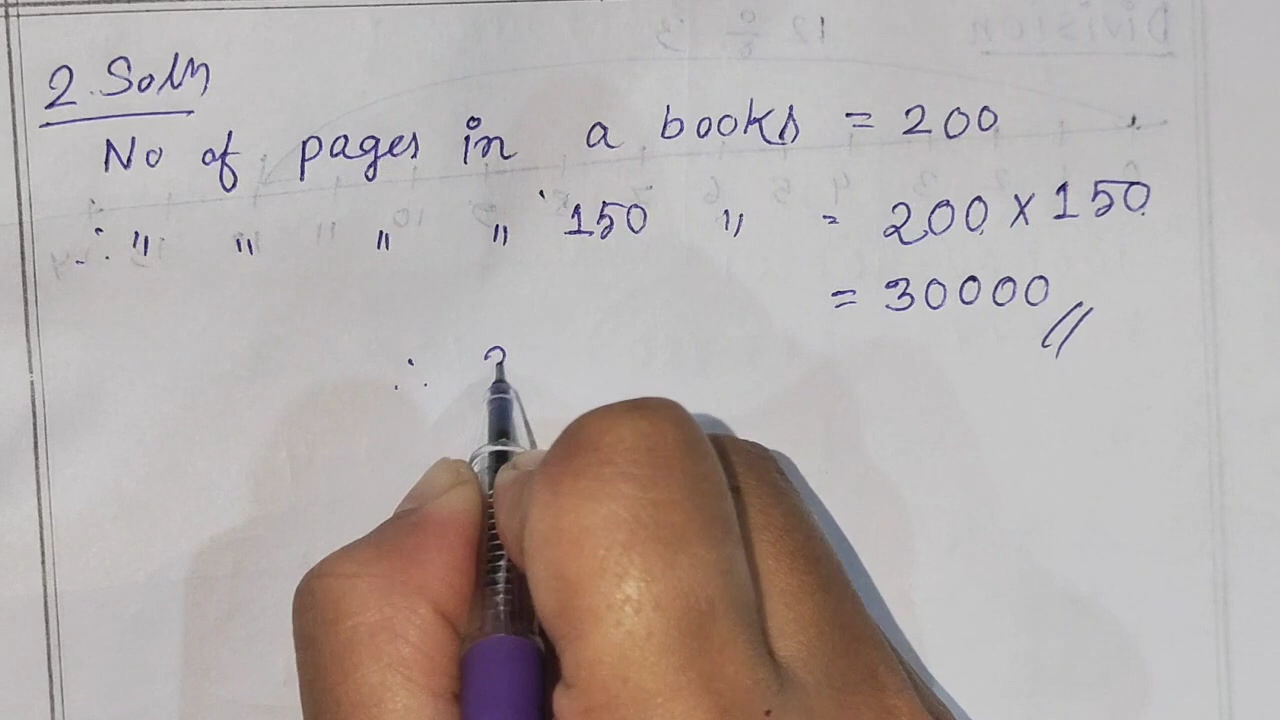 2. Soln
No of pages in a books = 200
∴ " " " " 150 " = 200 × 150
= 30000//
∴